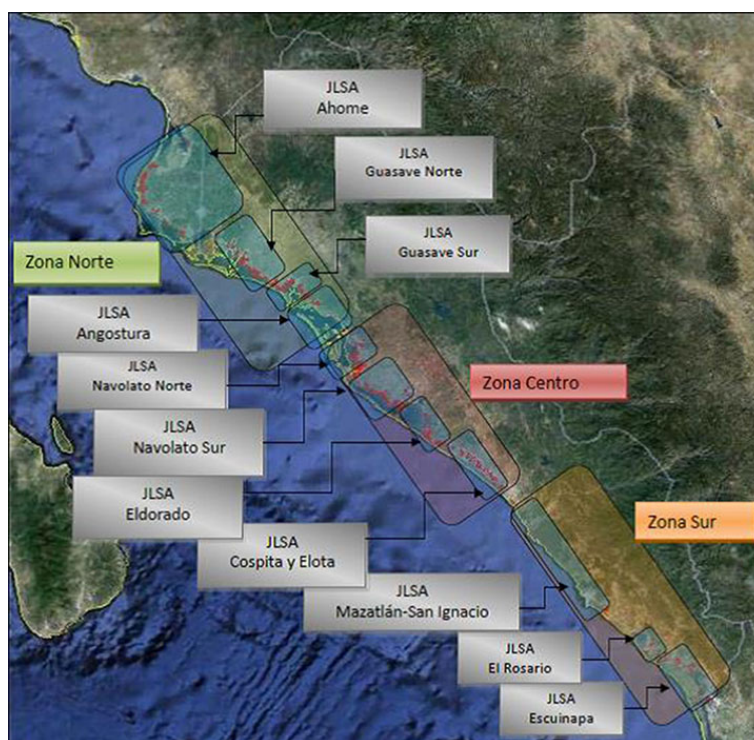 JLSA
Ahome
JLSA
Guasave Norte
JLSA
Guasave Sur
Zona Norte
JLSA
Angostura
JLSA
Navolato Norte
Zona Centro
JLSA
Navolato Sur
JLSA
Eldorado
Zona Sur
JLSA
Cospita y Elota
JLSA
Mazatlán-San Ignacio
JLSA
El Rosario
JLSA
Escuinapa